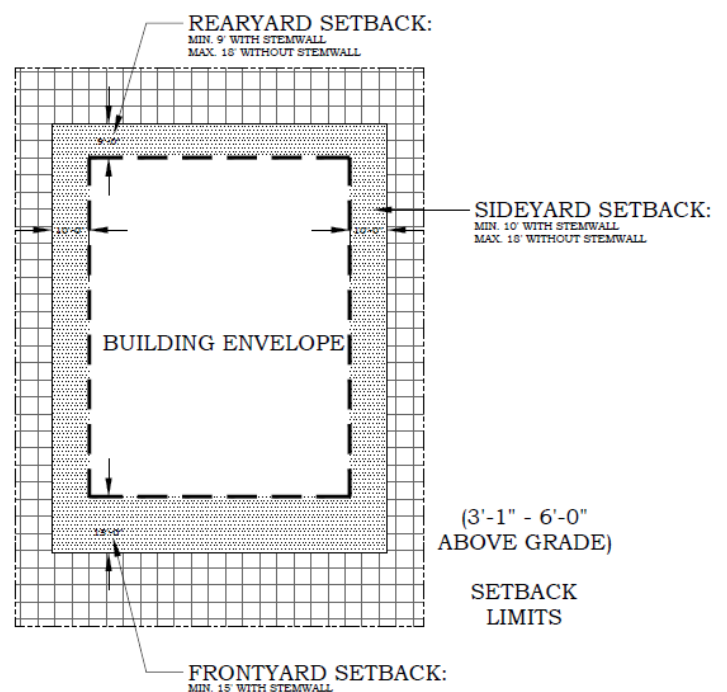 REARYARD SETBACK:
MIN. 9' WITH STEMWALL
MAX. 18' WITHOUT STEMWALL
9'-0"
SIDEYARD SETBACK:
MIN. 10' WITH STEMWALL
MAX. 18' WITHOUT STEMWALL
10'-0"
10'-0"
BUILDING ENVELOPE
(3'-1" - 6'-0"
ABOVE GRADE)
SETBACK
LIMITS
15'-0"
FRONTYARD SETBACK:
MIN. 15' WITH STEMWALL